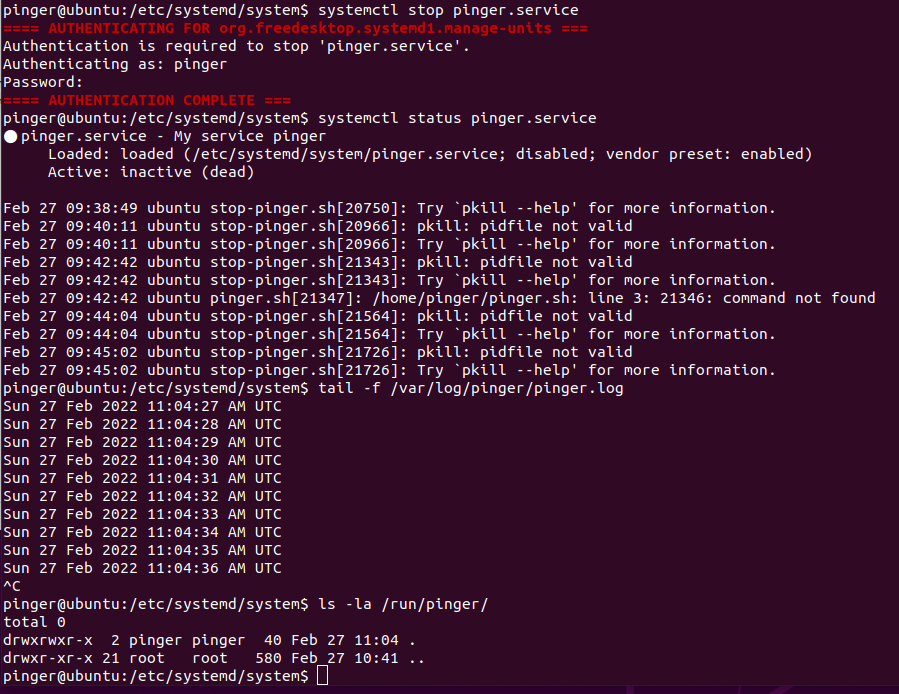 pinger@ubuntu:/etc/systemd/system$ systemctl stop pinger.service
==== AUTHENTICATING FOR org.freedesktop.systemd1.manage-units ===
Authentication is required to stop 'pinger.service'.
Authenticating as: pinger
Password:
==== AUTHENTICATION COMPLETE ===
pinger@ubuntu:/etc/systemd/system$ systemctl status pinger.service
● pinger.service - My service pinger
     Loaded: loaded (/etc/systemd/system/pinger.service; disabled; vendor preset: enabled)
     Active: inactive (dead)

Feb 27 09:38:49 ubuntu stop-pinger.sh[20750]: Try `pkill --help' for more information.
Feb 27 09:40:11 ubuntu stop-pinger.sh[20966]: pkill: pidfile not valid
Feb 27 09:40:11 ubuntu stop-pinger.sh[20966]: Try `pkill --help' for more information.
Feb 27 09:42:42 ubuntu stop-pinger.sh[21343]: pkill: pidfile not valid
Feb 27 09:42:42 ubuntu stop-pinger.sh[21343]: Try `pkill --help' for more information.
Feb 27 09:42:42 ubuntu pinger.sh[21347]: /home/pinger/pinger.sh: line 3: 21346: command not found
Feb 27 09:44:04 ubuntu stop-pinger.sh[21564]: pkill: pidfile not valid
Feb 27 09:44:04 ubuntu stop-pinger.sh[21564]: Try `pkill --help' for more information.
Feb 27 09:45:02 ubuntu stop-pinger.sh[21726]: pkill: pidfile not valid
Feb 27 09:45:02 ubuntu stop-pinger.sh[21726]: Try `pkill --help' for more information.
pinger@ubuntu:/etc/systemd/system$ tail -f /var/log/pinger/pinger.log
Sun 27 Feb 2022 11:04:27 AM UTC
Sun 27 Feb 2022 11:04:28 AM UTC
Sun 27 Feb 2022 11:04:29 AM UTC
Sun 27 Feb 2022 11:04:30 AM UTC
Sun 27 Feb 2022 11:04:31 AM UTC
Sun 27 Feb 2022 11:04:32 AM UTC
Sun 27 Feb 2022 11:04:33 AM UTC
Sun 27 Feb 2022 11:04:34 AM UTC
Sun 27 Feb 2022 11:04:35 AM UTC
Sun 27 Feb 2022 11:04:36 AM UTC
^C
pinger@ubuntu:/etc/systemd/system$ ls -la /run/pinger/
total 0
drwxrwxr-x  2 pinger pinger  40 Feb 27 11:04 .
drwxr-xr-x 21 root   root   580 Feb 27 10:41 ..
pinger@ubuntu:/etc/systemd/system$